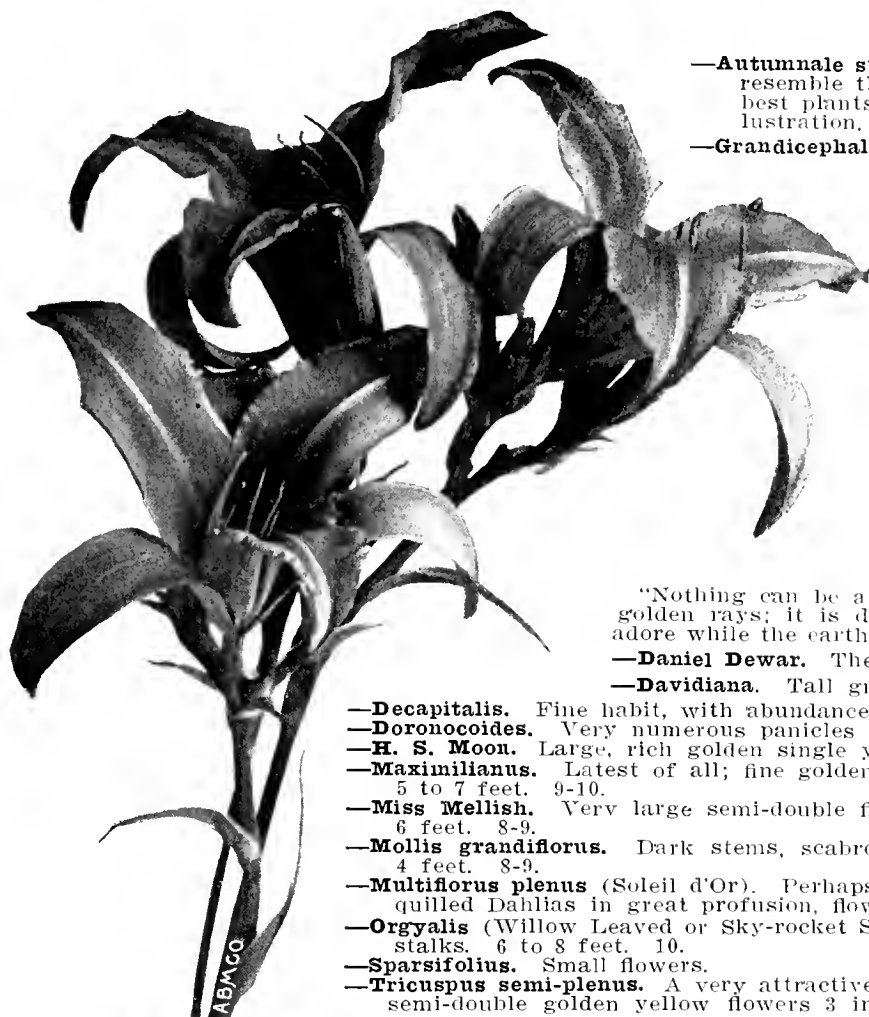 —Autumnale
resemble
best plants
lustration.
—Grandicephal
"Nothing can be a
golden rays; it is
adore while the earth
—Daniel Dewar. The
—Davidiana. Tall
—Decapitalis. Fine habit, with abundance
—Doronocoides. Very numerous panicles
—H. S. Moon. Large, rich golden single
—Maximilianus. Latest of all; fine golden
5 to 7 feet. 9-10.
—Miss Mellish. Very large semi-double
6 feet. 8-9.
—Mollis grandiflorus. Dark stems,
4 feet. 8-9.
—Multiflorus plenus (Soleil d'Or). Perhaps
quilled Dahlias in great profusion,
—Orgyalis (Willow Leaved or Sky-rocket
stalks. 6 to 8 feet. 10.
—Sparsifolius. Small flowers.
—Tricuspus semi-plenus. A very attractive
semi-double golden yellow flowers 3
ABMCO